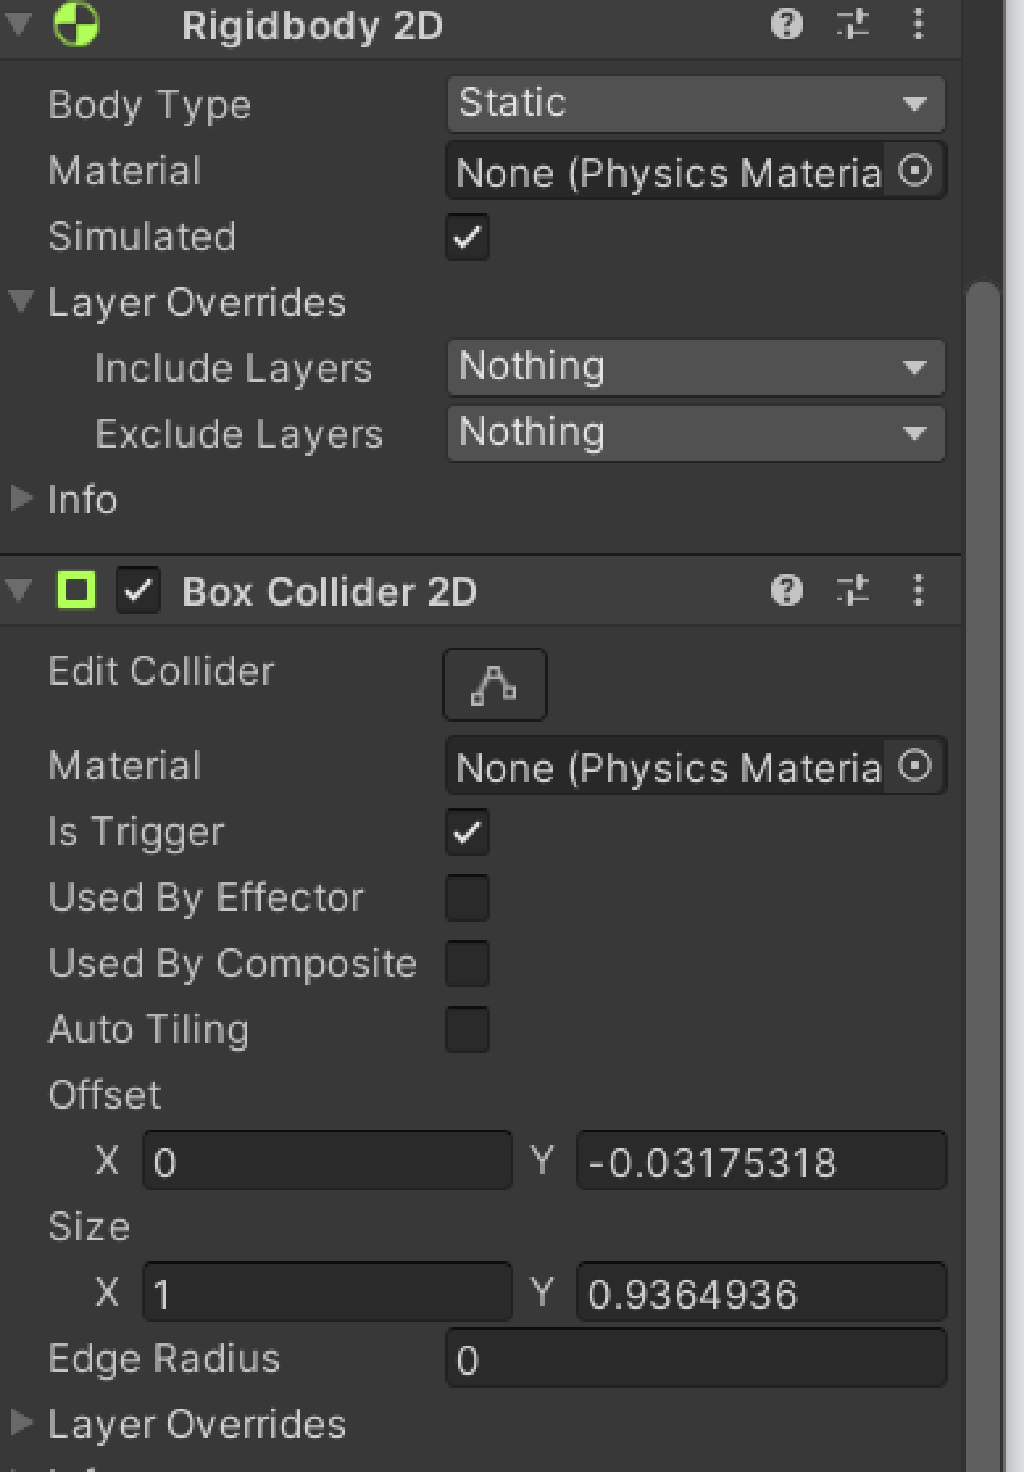 Rigidbody 2D
Body Type Static
Material None (Physics Materia
Simulated
Layer Overrides
Include Layers Nothing
Exclude Layers Nothing
Info
Box Collider 2D
Edit Collider
Material None (Physics Materia
Is Trigger
Used By Effector
Used By Composite
Auto Tiling
Offset
X 0 Y -0.03175318
Size
X 1 Y 0.9364936
Edge Radius 0
Layer Overrides